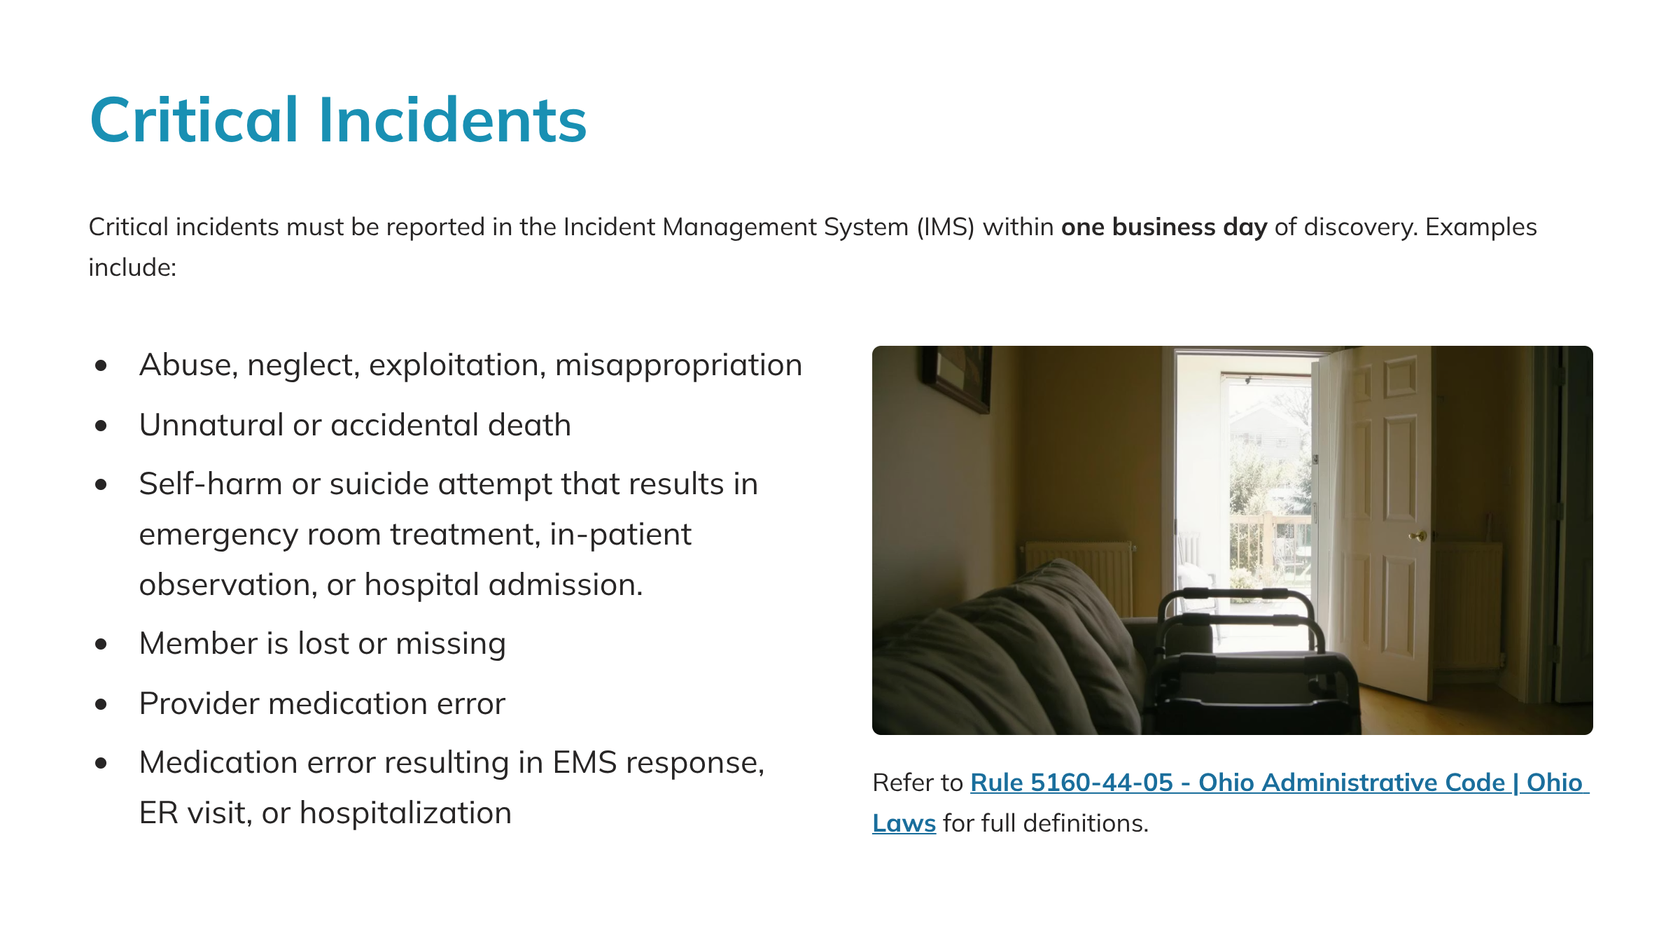 Critical Incidents
Critical incidents must be reported in the Incident Management System (IMS) within one business day of discovery. Examples
include:
• Abuse, neglect, exploitation, misappropriation
• Unnatural or accidental death
• Self-harm or suicide attempt that results in
emergency room treatment, in-patient
observation, or hospital admission.
• Member is lost or missing
• Provider medication error
• Medication error resulting in EMS response,
ER visit, or hospitalization
Refer to Rule 5160-44-05 - Ohio Administrative Code | Ohio
Laws for full definitions.